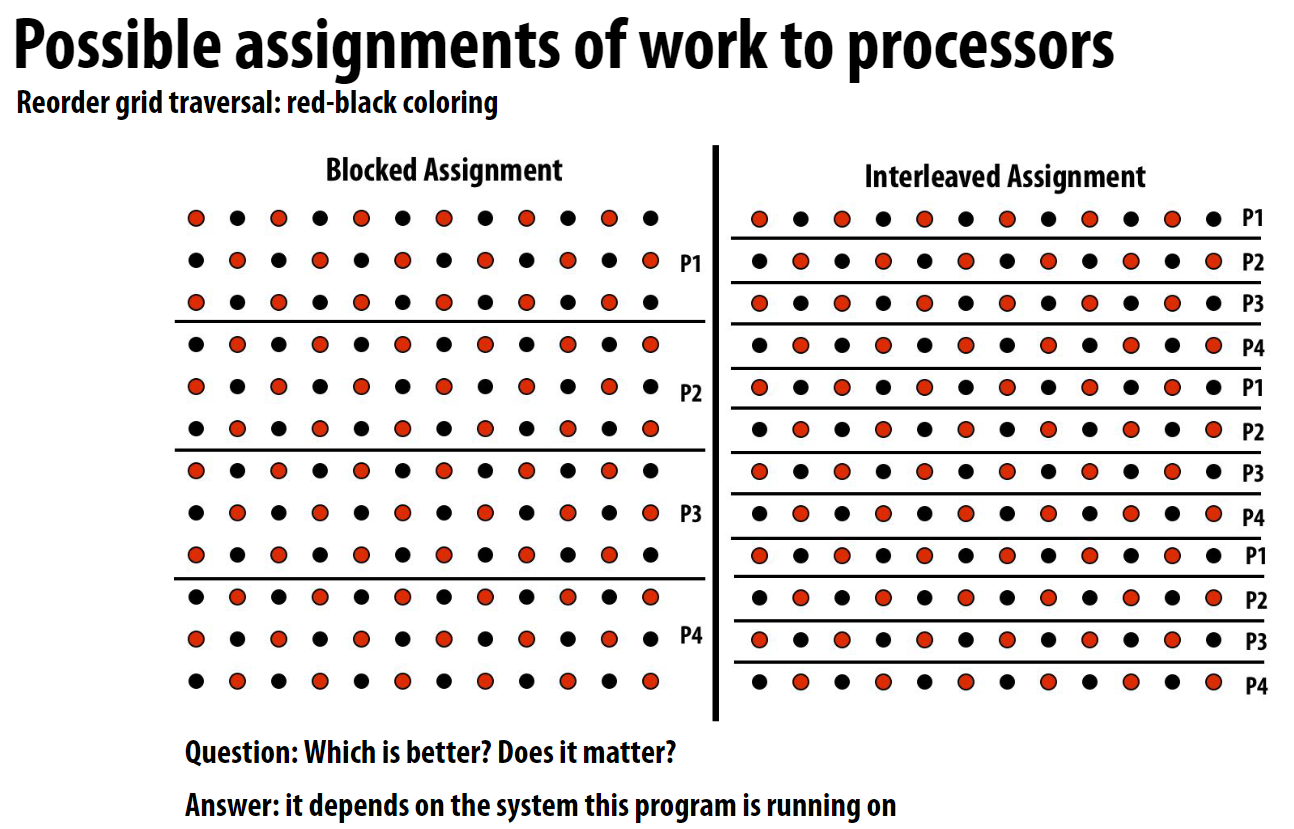 Possible assignments of work to processors
Reorder grid traversal: red-black coloring
Blocked Assignment
P1
P2
P3
P4
Interleaved Assignment
P1
P2
P3
P4
P1
P2
P3
P4
P1
P2
P3
P4
Question: Which is better? Does it matter?
Answer: it depends on the system this program is running on